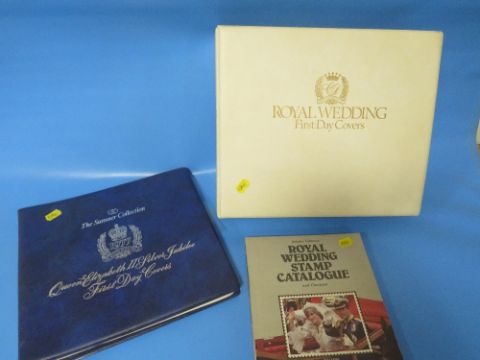 ROYAL WEDDING
First Day Covers
The Summer Collection
Queen Elizabeth II Silver Jubilee
First Day Covers
ROYAL
WEDDING
STAMP
CATALOGUE